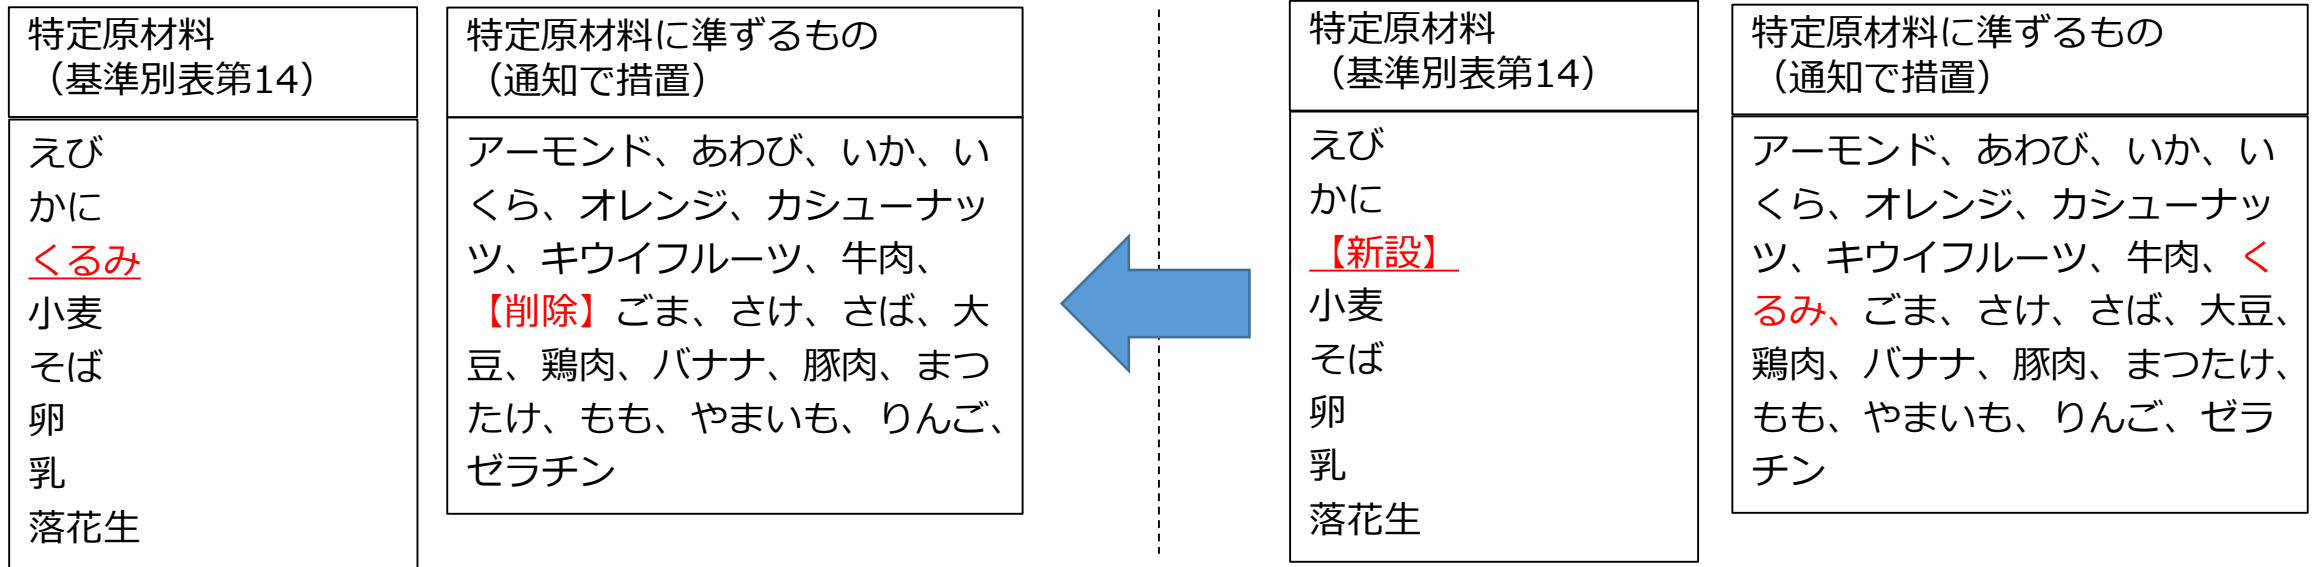 特定原材料
（基準別表第14）
えび
かに
くるみ
小麦
そば
卵
乳
落花生
特定原材料に準ずるもの
（通知で措置）
アーモンド、あわび、いか、い
くら、オレンジ、カシューナッ
ツ、キウイフルーツ、牛肉、
【削除】ごま、さけ、さば、大
豆、鶏肉、バナナ、豚肉、まつ
たけ、もも、やまいも、りんご、
ゼラチン
特定原材料
（基準別表第14）
えび
かに
【新設】
小麦
そば
卵
乳
落花生
特定原材料に準ずるもの
（通知で措置）
アーモンド、あわび、いか、い
くら、オレンジ、カシューナッ
ツ、キウイフルーツ、牛肉、く
るみ、ごま、さけ、さば、大豆、
鶏肉、バナナ、豚肉、まつたけ、
もも、やまいも、りんご、ゼラ
チン